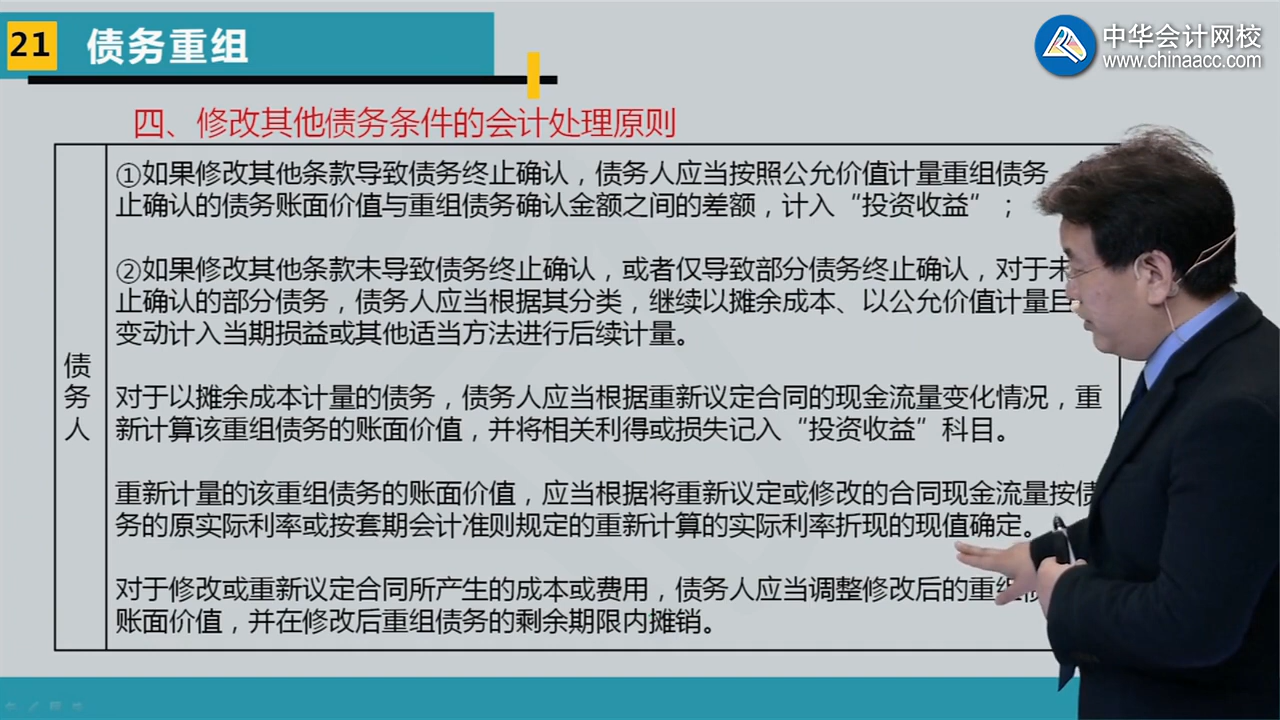 21 债务重组
中华会计网校
www.chinaacc.com
四、修改其他债务条件的会计处理原则
债务人
①如果修改其他条款导致债务终止确认，债务人应当按照公允价值计量重组债务
止确认的债务账面价值与重组债务确认金额之间的差额，计入“投资收益”；
②如果修改其他条款未导致债务终止确认，或者仅导致部分债务终止确认，对于未
止确认的部分债务，债务人应当根据其分类，继续以摊余成本、以公允价值计量且
变动计入当期损益或其他适当方法进行后续计量。
对于以摊余成本计量的债务，债务人应当根据重新议定合同的现金流量变化情况，重
新计算该重组债务的账面价值，并将相关利得或损失记入“投资收益”科目。
重新计量的该重组债务的账面价值，应当根据将重新议定或修改的合同现金流量按债
务的原实际利率或按套期会计准则规定的重新计算的实际利率折现的现值确定。
对于修改或重新议定合同所产生的成本或费用，债务人应当调整修改后的重组债
账面价值，并在修改后重组债务的剩余期限内摊销。